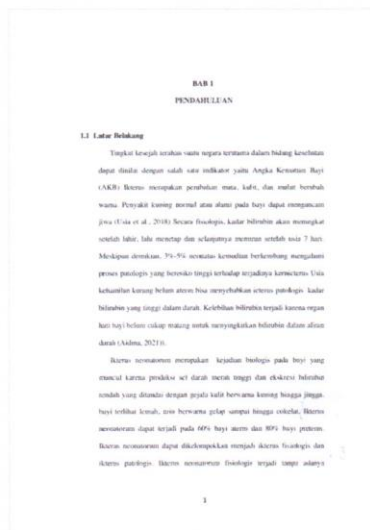 BAB 1
PENDAHULUAN
1.1 Latar Belakang
Tingkat kesejah terahan suatu negara terutama dalam bidang kesehatan
dapat dinilai dengan salah satu indikator yaitu Angka Kematian Bayi
(AKB) Ikterus merupakan perubahan mata, kulit, dan mulut berubah
warna. Penyakit kuning normal atau alami pada bayi dapat mengancam
jiwa (Usia et al., 2018) Secara fisiologis, kadar bilirubin akan meningkat
setelah lahir, lalu menetap dan selanjutnya menurun setelah usia 7 hari.
Meskipun demikian, 3%-5% neonatus kemudian berkembang mengalami
proses patologis yang beresiko tinggi terhadap terjadinya kernicterus Usia
kehamilan kurang belum aterm bisa menyebabkan icterus patologis kadar
bilirubin yang tinggi dalam darah. Kelebihan bilirubin terjadi karena organ
hati bayi belum cukup matang untuk menyingkirkan bilirubin dalam aliran
darah (Aidina, 2021)).
Ikterus neonatorum merupakan kejadian biologis pada bayi yang
muncul karena produksi sel darah merah tinggi dan ekskresi bilirubin
rendah yang ditandai dengan gejala kulit berwarna kuning hingga jingga,
bayi terlihat lemah, urin berwarna gelap sampai hingga cokelat. Ikterus
neonatorum dapat terjadi pada 60% bayi aterm dan 80% bayi preterm.
Ikterus neonatorum dapat dikelompokkan menjadi ikterus fisiologis dan
ikterus patologis. Ikterus neonatorum fisiologis terjadi tanpa adanya
1